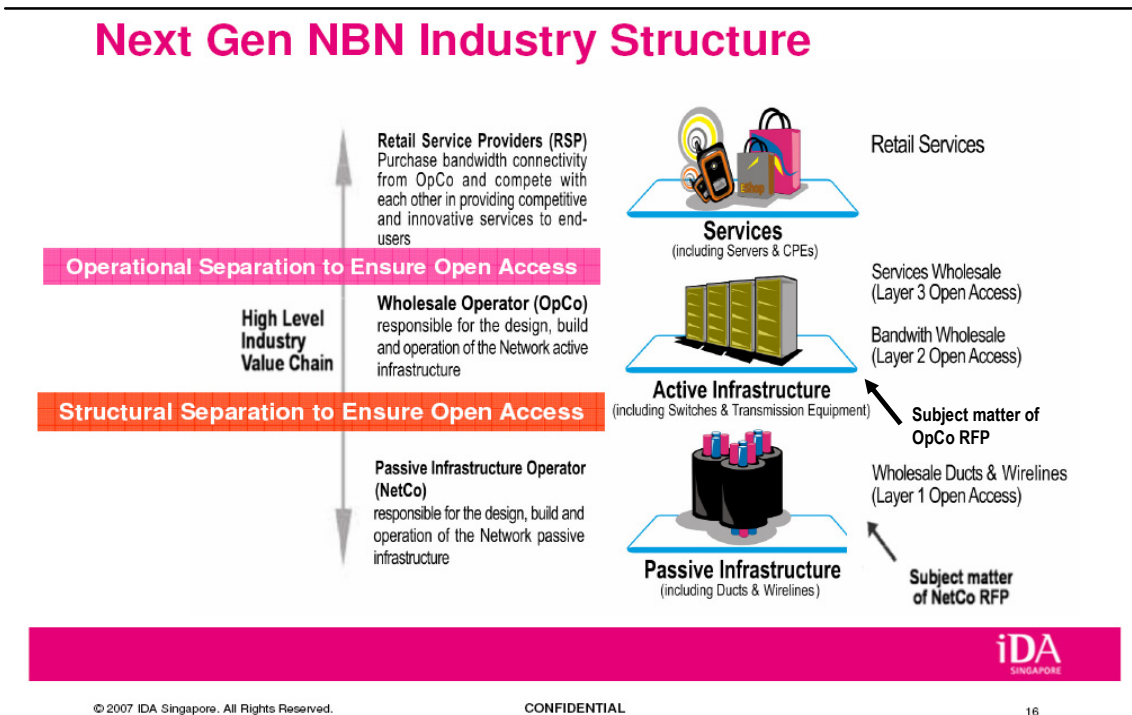 Next Gen NBN Industry Structure
Retail Service Providers (RSP)
Purchase bandwidth connectivity
from OpCo and compete with
each other in providing competitive
and innovative services to end-
users
Operational Separation to Ensure Open Access
Wholesale Operator (OpCo)
responsible for the design, build
and operation of the Network active
infrastructure
High Level
Industry
Value Chain
Structural Separation to Ensure Open Access
Passive Infrastructure Operator
(NetCo)
responsible for the design, build and
operation of the Network passive
infrastructure
Shop
Services
(including Servers & CPEs)
Active Infrastructure
(including Switches & Transmission Equipment)
Passive Infrastructure
(including Ducts & Wirelines)
Retail Services
Services Wholesale
(Layer 3 Open Access)
Bandwith Wholesale
(Layer 2 Open Access)
Subject matter of
OpCo RFP
Wholesale Ducts & Wirelines
(Layer 1 Open Access)
Subject matter
of NetCo RFP
iDA
SINGAPORE
© 2007 IDA Singapore. All Rights Reserved.
CONFIDENTIAL
16